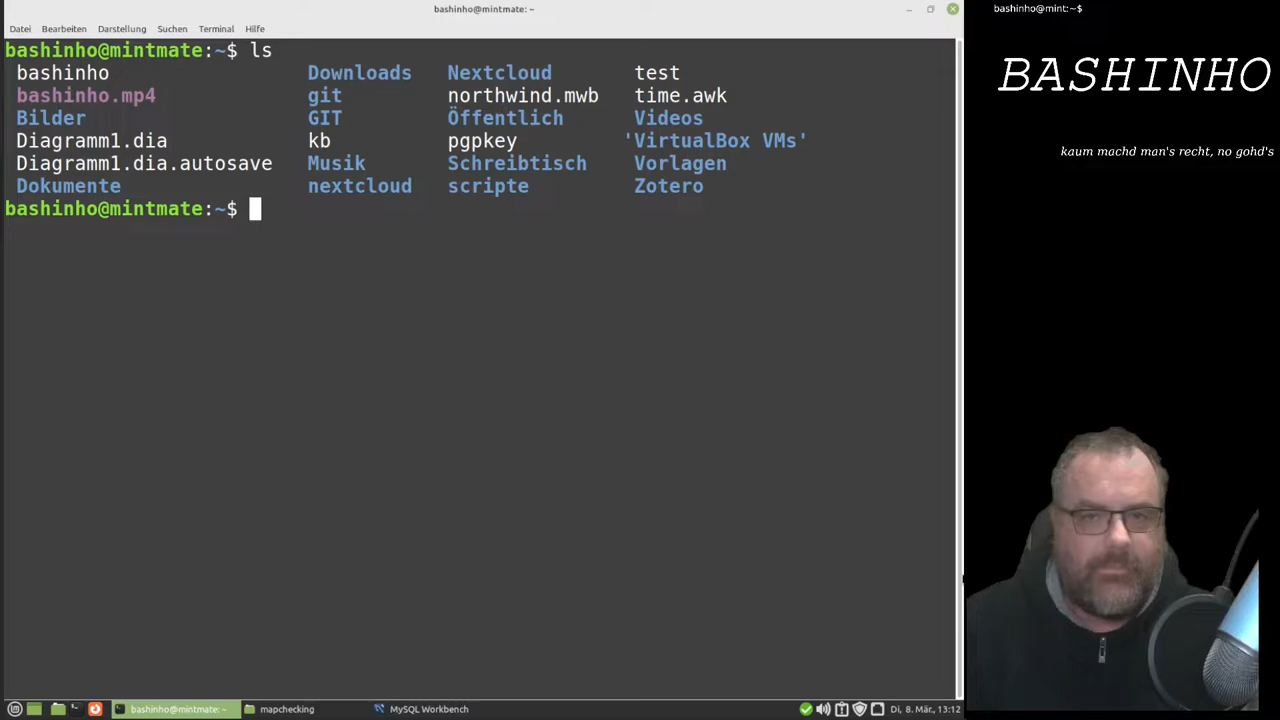 bashinho@mintmate: ~
Datei Bearbeiten Darstellung Suchen Terminal Hilfe
bashinho@mintmate:~$ ls
bashinho Downloads Nextcloud test
bashinho.mp4 git northwind.mwb time.awk
Bilder GIT Öffentlich Videos
Diagramm1.dia kb pgpkey 'VirtualBox VMs'
Diagramm1.dia.autosave Musik Schreibtisch Vorlagen
Dokumente nextcloud scripte Zotero
bashinho@mintmate:~$
bashinho@mint:~$
BASHINHO
kaum machd man's recht, no gohd's
bashinho@mintmate: ~ mapchecking MySQL Workbench Di, 8. Mär., 13:12